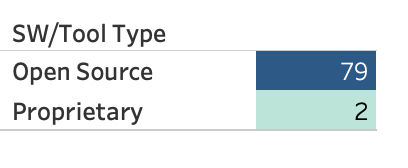 SW/Tool Type
Open Source 79
Proprietary 2